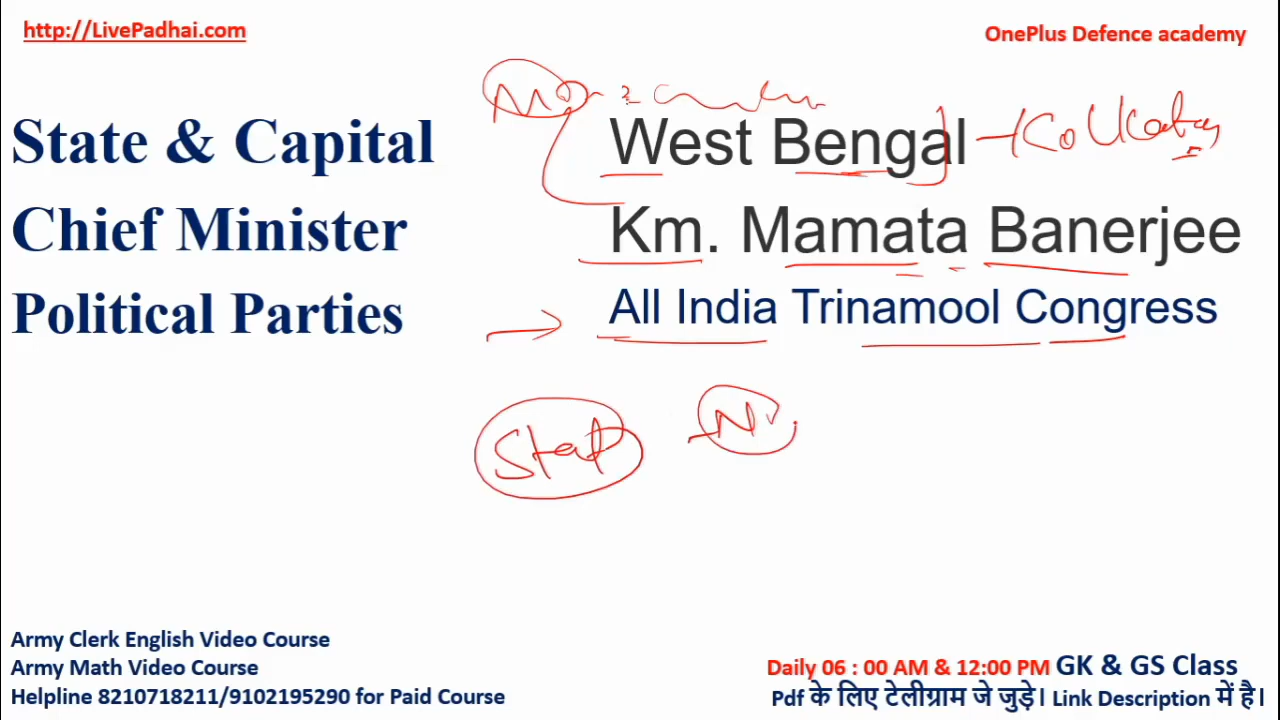 http://LivePadhai.com
OnePlus Defence academy
State & Capital
West Bengal
Kolkata
Chief Minister
Km. Mamata Banerjee
Political Parties
All India Trinamool Congress
Army Clerk English Video Course
Army Math Video Course
Helpline 8210718211/9102195290 for Paid Course
Daily 06 : 00 AM & 12:00 PM GK & GS Class
Pdf के लिए टेलीग्राम जे जुड़े। Link Description में है।